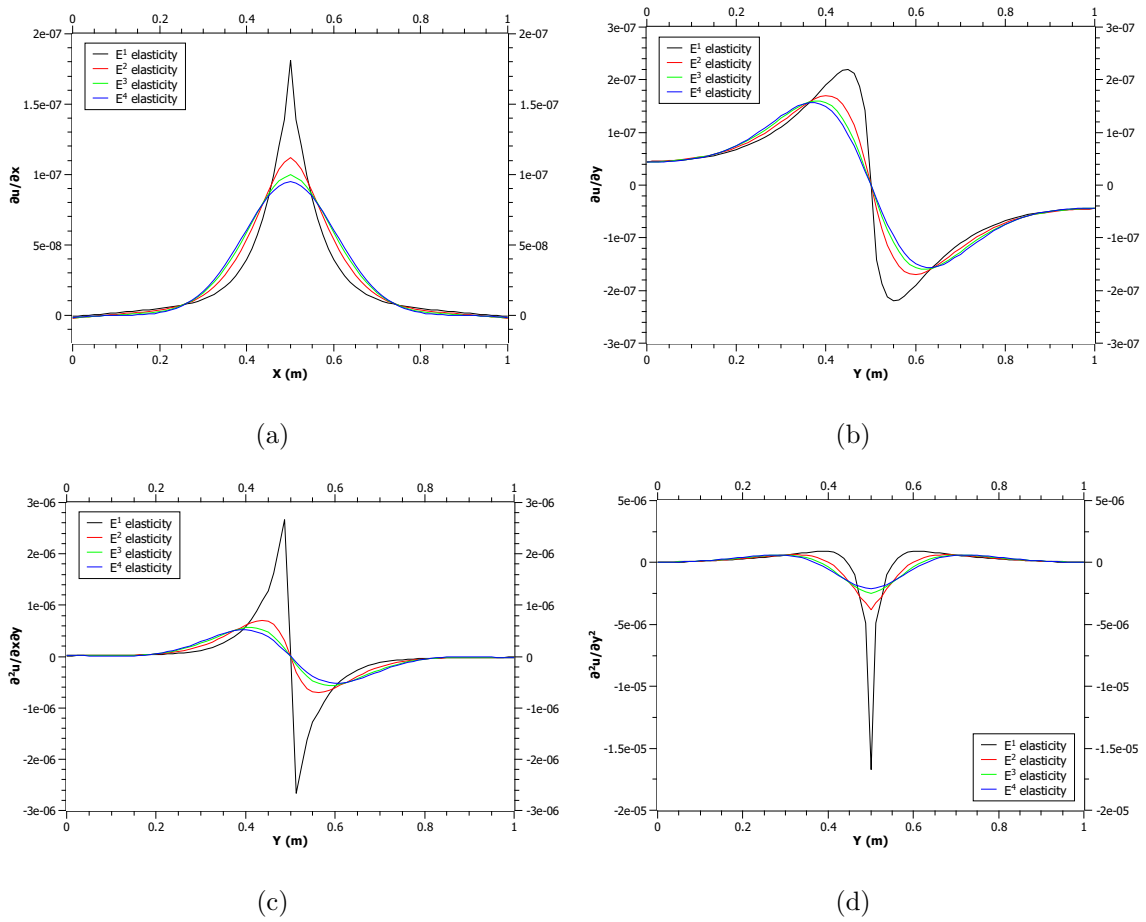 0 0.2 0.4 0.6 0.8 1
2e-07 2e-07
E¹ elasticity
E² elasticity
E³ elasticity
E⁴ elasticity
1.5e-07 1.5e-07
1e-07 1e-07
∂u/∂x
5e-08 5e-08
0 0
0 0.2 0.4 0.6 0.8 1
X (m)
(a)
0 0.2 0.4 0.6 0.8 1
3e-07 3e-07
E¹ elasticity
E² elasticity
E³ elasticity
E⁴ elasticity
2e-07 2e-07
1e-07 1e-07
∂u/∂y
0 0
-1e-07 -1e-07
-2e-07 -2e-07
-3e-07 -3e-07
0 0.2 0.4 0.6 0.8 1
Y (m)
(b)
0 0.2 0.4 0.6 0.8 1
3e-06 3e-06
E¹ elasticity
E² elasticity
E³ elasticity
E⁴ elasticity
2e-06 2e-06
1e-06 1e-06
∂²u/∂x∂y
0 0
-1e-06 -1e-06
-2e-06 -2e-06
-3e-06 -3e-06
0 0.2 0.4 0.6 0.8 1
Y (m)
(c)
0 0.2 0.4 0.6 0.8 1
5e-06 5e-06
0 0
-5e-06 -5e-06
∂²u/∂y²
-1e-05 -1e-05
-1.5e-05 -1.5e-05
E¹ elasticity
E² elasticity
E³ elasticity
E⁴ elasticity
-2e-05 -2e-05
0 0.2 0.4 0.6 0.8 1
Y (m)
(d)